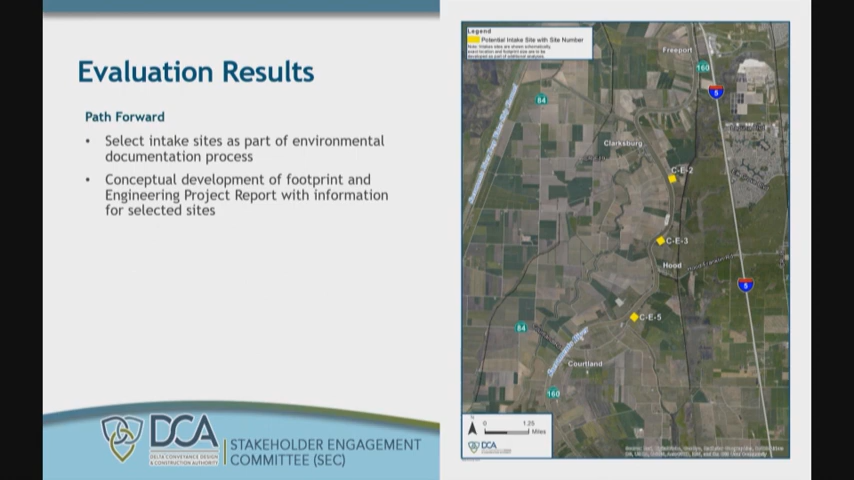 Evaluation Results
Path Forward
• Select intake sites as part of environmental
documentation process
• Conceptual development of footprint and
Engineering Project Report with information
for selected sites
DCA
DELTA CONVEYANCE DESIGN
& CONSTRUCTION AUTHORITY
STAKEHOLDER ENGAGEMENT
COMMITTEE (SEC)
Legend
Potential Intake Site with Site Number
Freeport
160
5
84
Clarksburg
C-E-2
C-E-3
Hood
5
C-E-5
84
Courtland
160
0 1.25
Miles
DCA